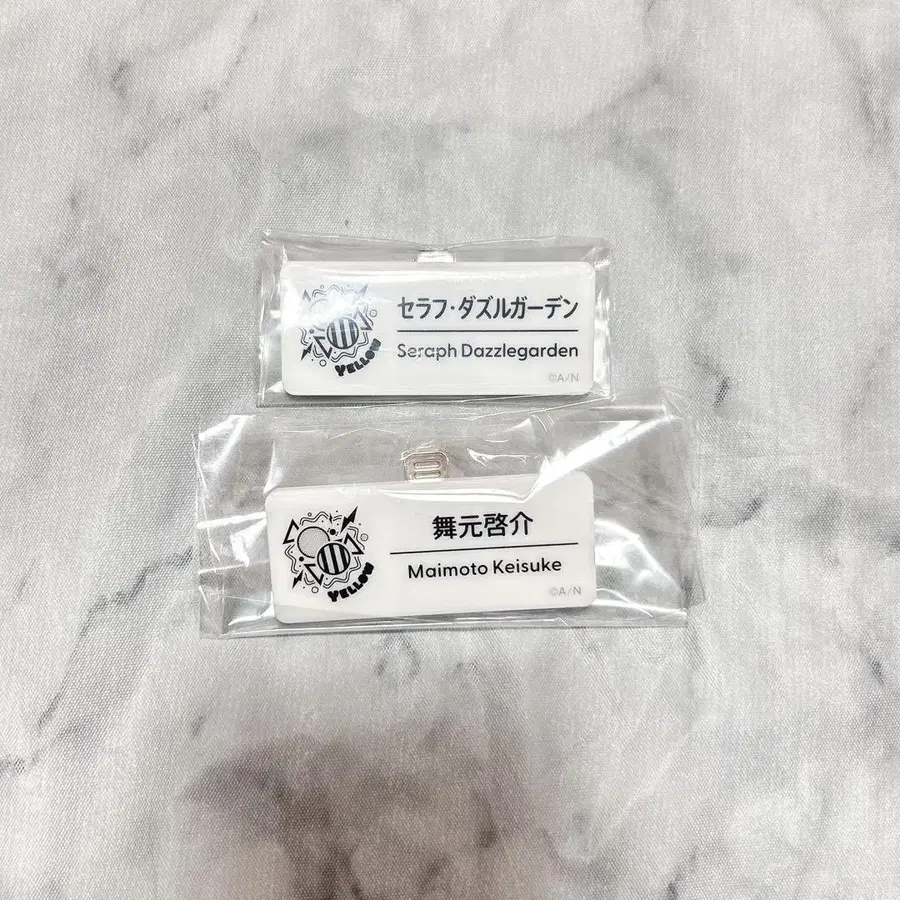 セラフ・ダズルガーデン
Seraph Dazzlegarden
YELLOW
©A/N
舞元啓介
Maimoto Keisuke
YELLOW
©A/N